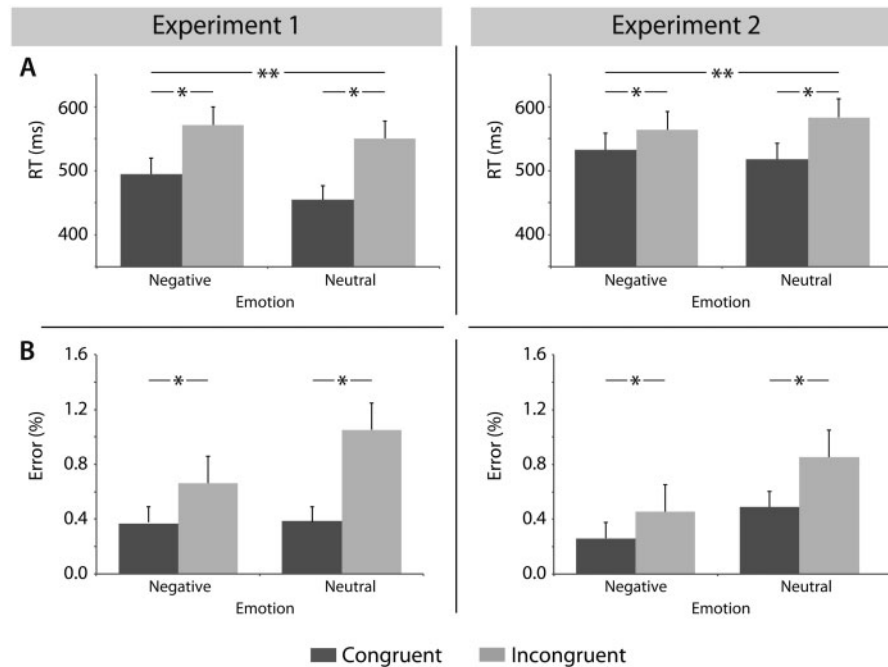 Experiment 1
Experiment 2
A
RT (ms)
600
500
400
**
*
*
Negative
Neutral
Emotion
RT (ms)
600
500
400
**
*
*
Negative
Neutral
Emotion
B
Error (%)
1.6
1.2
0.8
0.4
0.0
*
*
Negative
Neutral
Emotion
Error (%)
1.6
1.2
0.8
0.4
0.0
*
*
Negative
Neutral
Emotion
Congruent
Incongruent